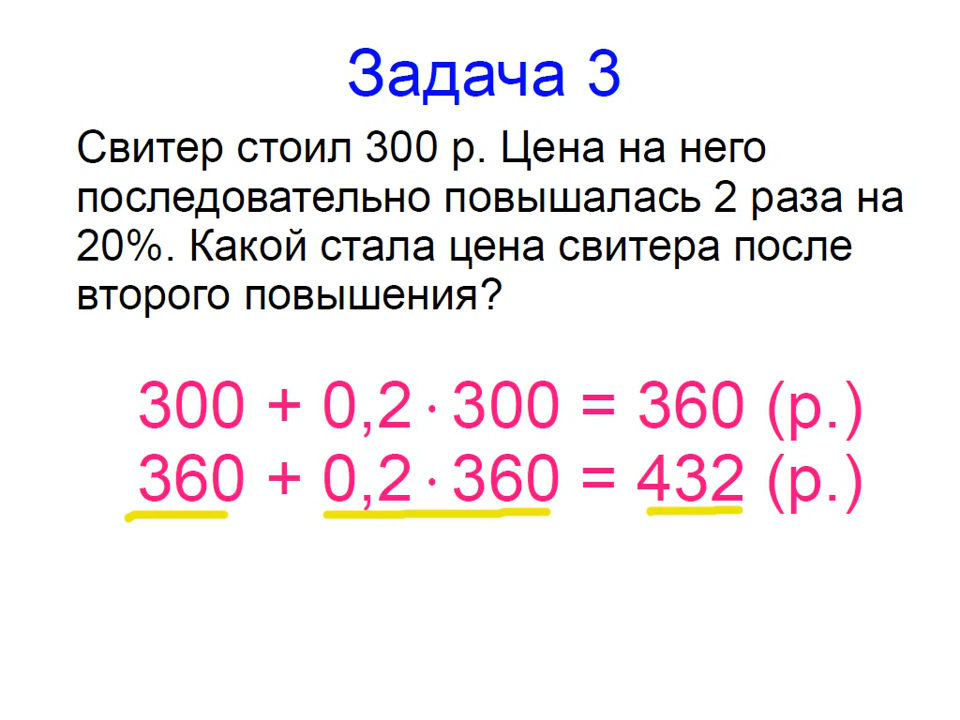 Задача 3
Свитер стоил 300 р. Цена на него
последовательно повышалась 2 раза на
20%. Какой стала цена свитера после
второго повышения?
300 + 0,2 · 300 = 360 (р.)
360 + 0,2 · 360 = 432 (р.)